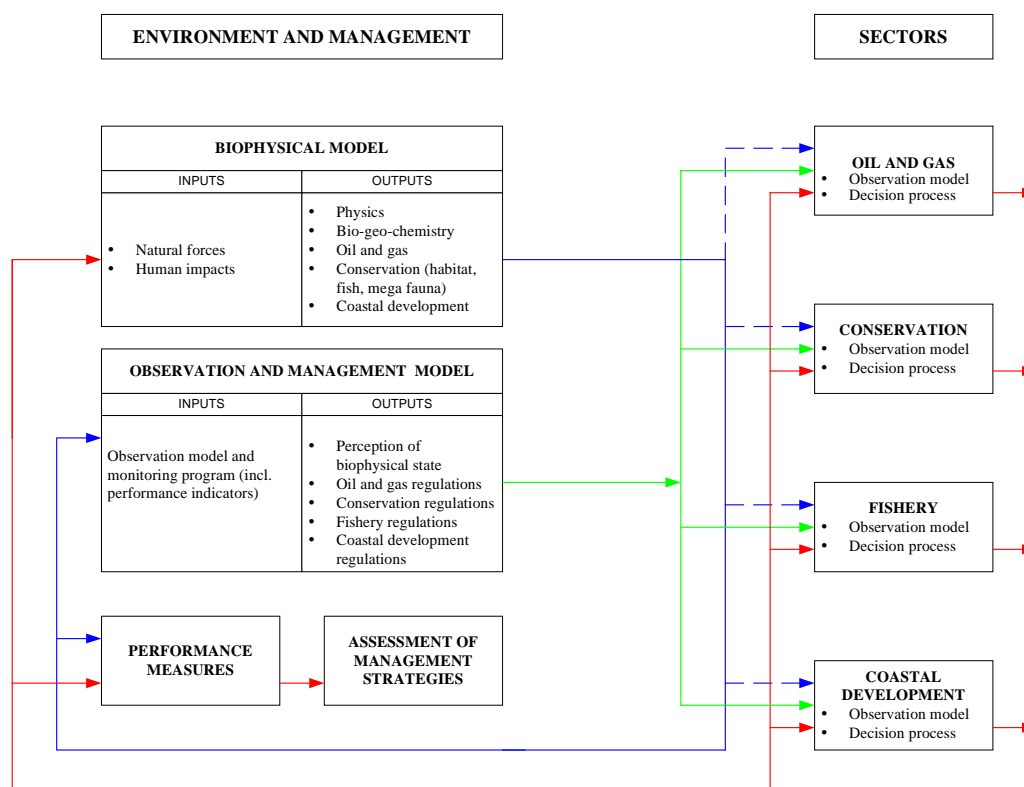 ENVIRONMENT AND MANAGEMENT
SECTORS
BIOPHYSICAL MODEL
INPUTS
OUTPUTS
• Natural forces
• Human impacts
• Physics
• Bio-geo-chemistry
• Oil and gas
• Conservation (habitat,
fish, mega fauna)
• Coastal development
OBSERVATION AND MANAGEMENT MODEL
INPUTS
OUTPUTS
Observation model and
monitoring program (incl.
performance indicators)
• Perception of
biophysical state
• Oil and gas regulations
• Conservation regulations
• Fishery regulations
• Coastal development
regulations
PERFORMANCE
MEASURES
ASSESSMENT OF
MANAGEMENT
STRATEGIES
OIL AND GAS
• Observation model
• Decision process
CONSERVATION
• Observation model
• Decision process
FISHERY
• Observation model
• Decision process
COASTAL
DEVELOPMENT
• Observation model
• Decision process